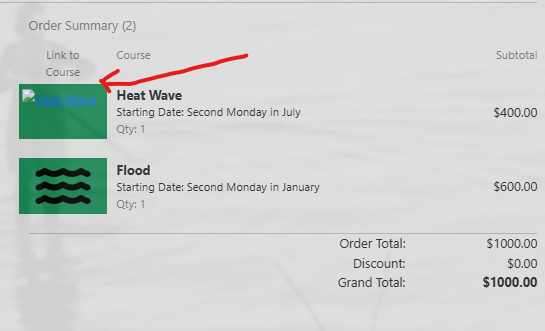 Order Summary (2)
Link to Course Course Subtotal
Heat Wave
Heat Wave
Starting Date: Second Monday in July $400.00
Qty: 1
Flood
Starting Date: Second Monday in January $600.00
Qty: 1
Order Total: $1000.00
Discount: $0.00
Grand Total: $1000.00